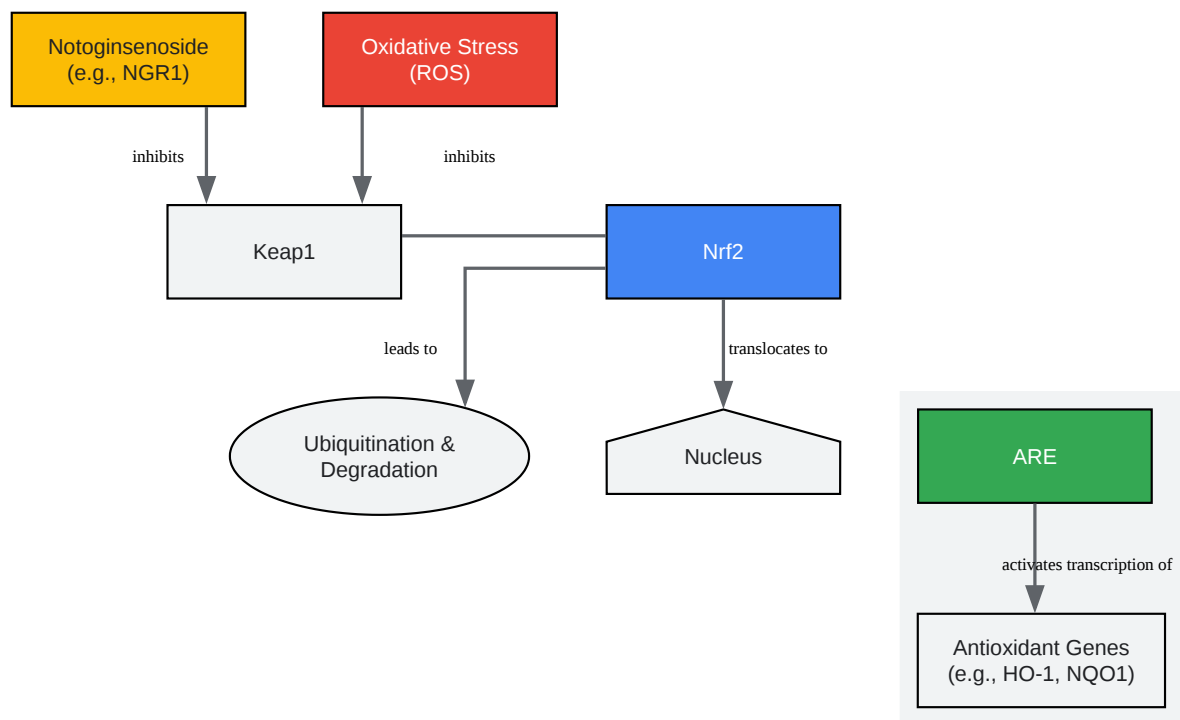 Notoginsenoside
(e.g., NGR1)
Oxidative Stress
(ROS)
inhibits
inhibits
Keap1
Nrf2
leads to
translocates to
Ubiquitination &
Degradation
Nucleus
ARE
activates transcription of
Antioxidant Genes
(e.g., HO-1, NQO1)